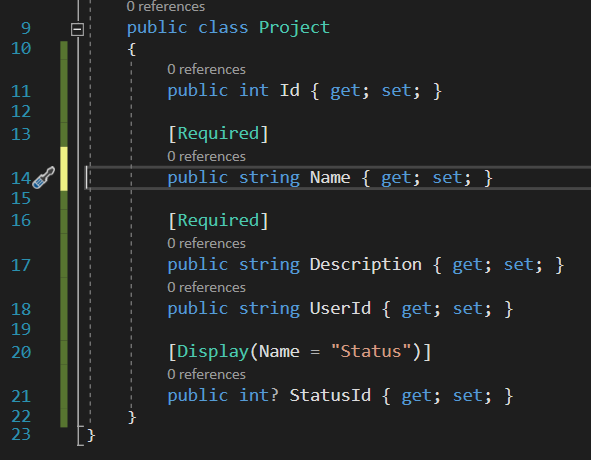 0 references
9 public class Project
10 {
0 references
11 public int Id { get; set; }
12
13 [Required]
0 references
14 public string Name { get; set; }
15
16 [Required]
0 references
17 public string Description { get; set; }
0 references
18 public string UserId { get; set; }
19
20 [Display(Name = "Status")]
0 references
21 public int? StatusId { get; set; }
22 }
23 }